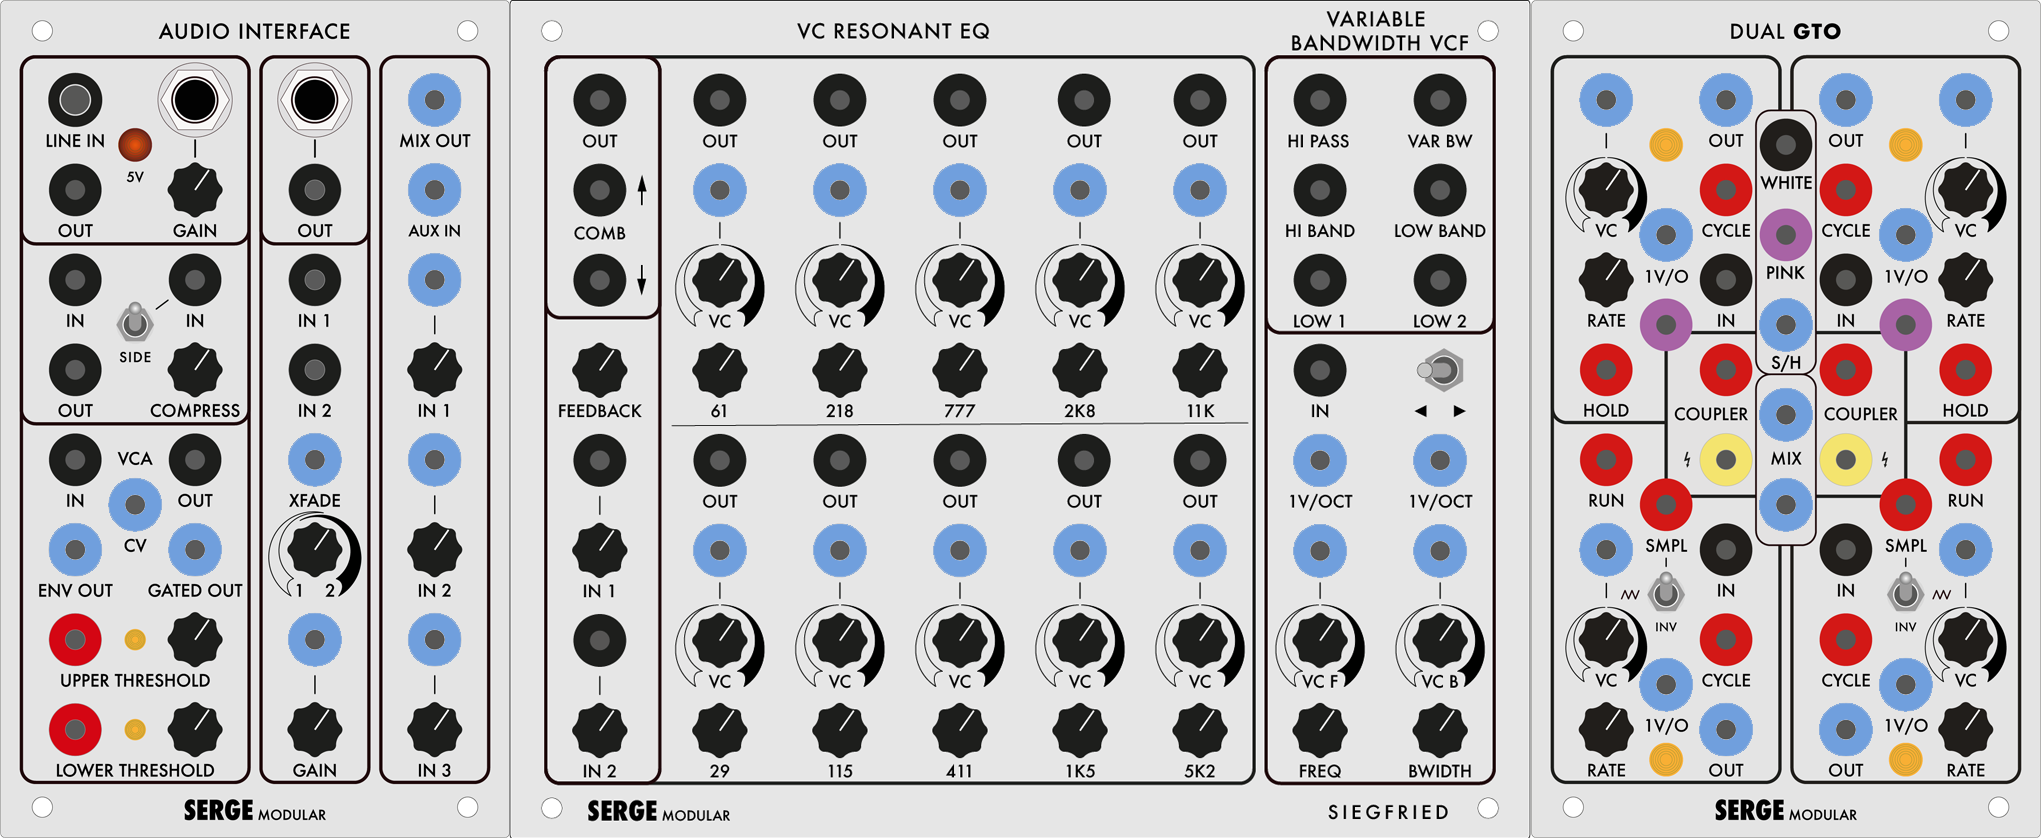 AUDIO INTERFACE
LINE IN
5V
OUT
GAIN
IN
IN
SIDE
OUT
COMPRESS
VCA
IN
OUT
CV
ENV OUT
GATED OUT
UPPER THRESHOLD
LOWER THRESHOLD
OUT
IN 1
IN 2
XFADE
1 2
GAIN
MIX OUT
AUX IN
IN 1
IN 2
IN 3
SERGE MODULAR
VC RESONANT EQ
OUT
COMB
FEEDBACK
IN 1
IN 2
OUT OUT OUT OUT OUT
VC VC VC VC VC
61 218 777 2K8 11K
OUT OUT OUT OUT OUT
VC VC VC VC VC
29 115 411 1K5 5K2
VARIABLE
BANDWIDTH VCF
HI PASS VAR BW
HI BAND LOW BAND
LOW 1 LOW 2
IN
1V/OCT 1V/OCT
VC F VC B
FREQ BWIDTH
SERGE MODULAR
SIEGFRIED
DUAL GTO
OUT OUT
WHITE
VC CYCLE CYCLE VC
1V/O PINK 1V/O
RATE IN IN RATE
S/H
HOLD COUPLER COUPLER HOLD
MIX
RUN RUN
SMPL SMPL
IN IN
INV INV
VC CYCLE CYCLE VC
1V/O 1V/O
RATE OUT OUT RATE
SERGE MODULAR